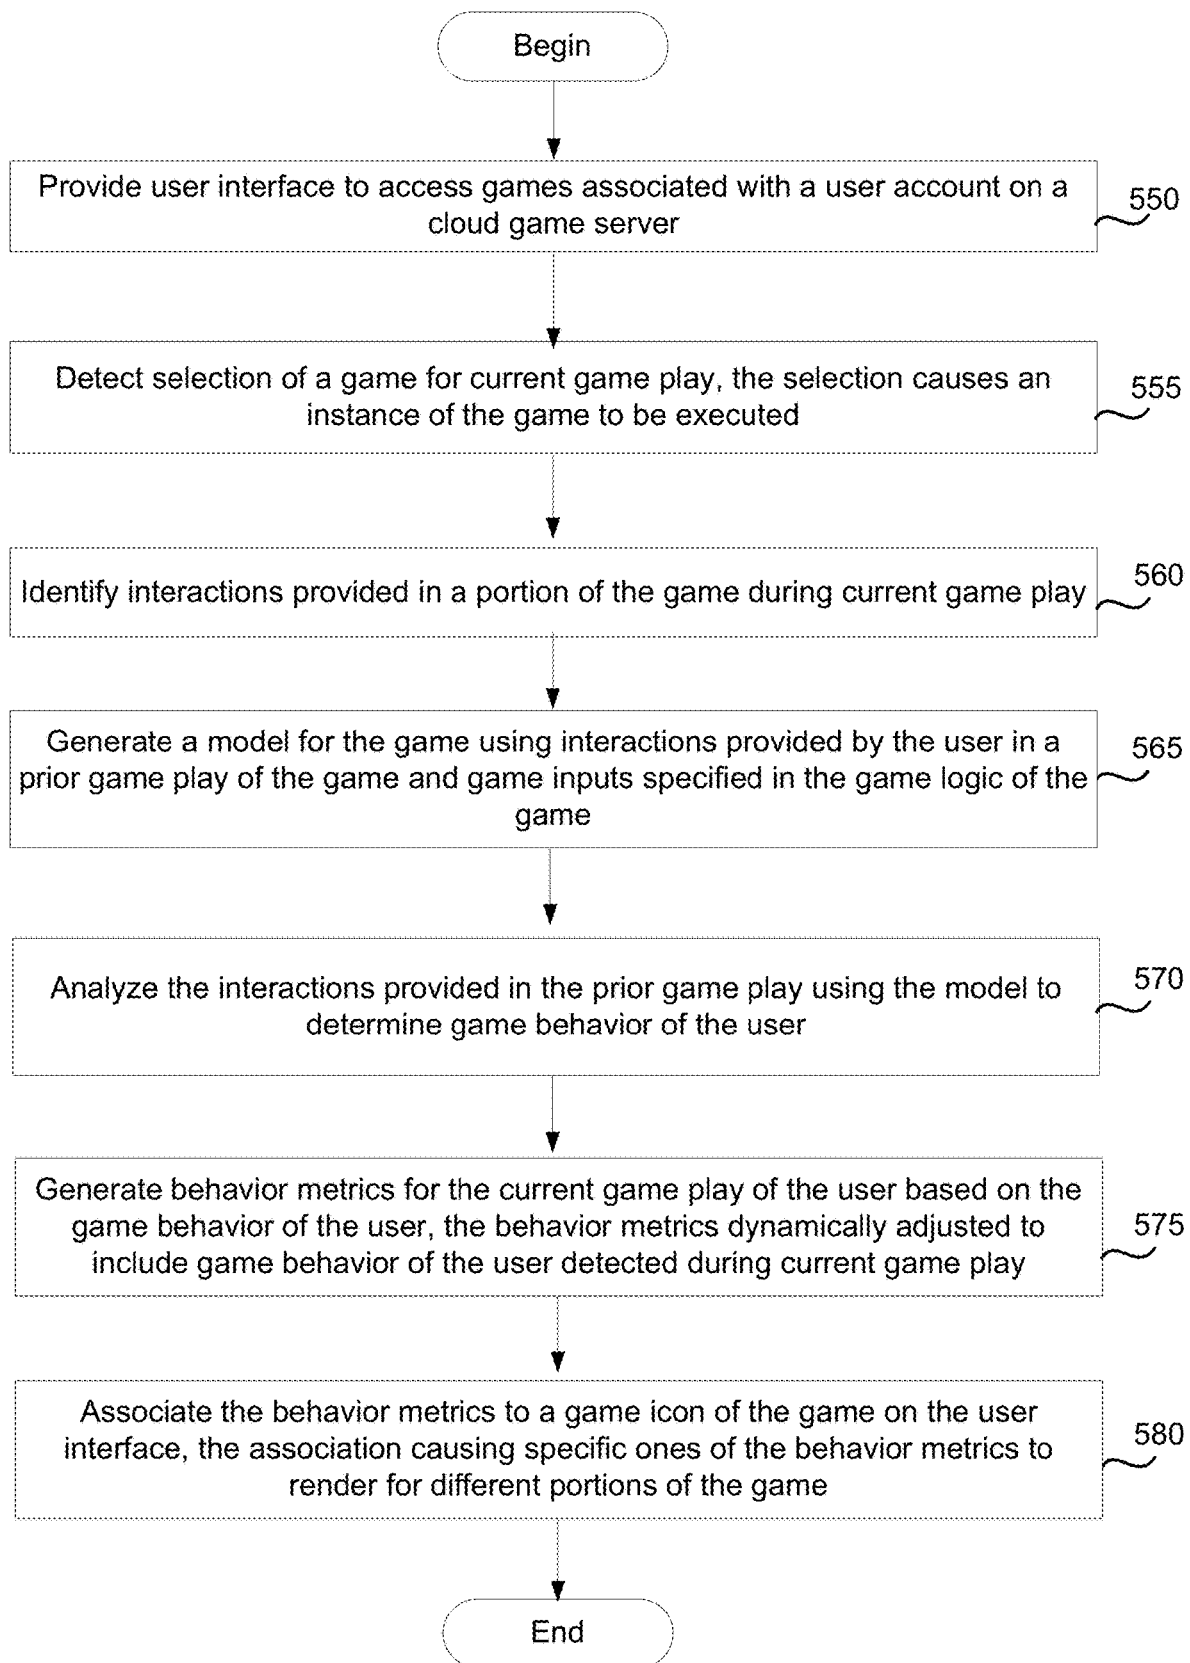 Begin
Provide user interface to access games associated with a user account on a
cloud game server
550
Detect selection of a game for current game play, the selection causes an
instance of the game to be executed
555
Identify interactions provided in a portion of the game during current game play
560
Generate a model for the game using interactions provided by the user in a
prior game play of the game and game inputs specified in the game logic of the
game
565
Analyze the interactions provided in the prior game play using the model to
determine game behavior of the user
570
Generate behavior metrics for the current game play of the user based on the
game behavior of the user, the behavior metrics dynamically adjusted to
include game behavior of the user detected during current game play
575
Associate the behavior metrics to a game icon of the game on the user
interface, the association causing specific ones of the behavior metrics to
render for different portions of the game
580
End